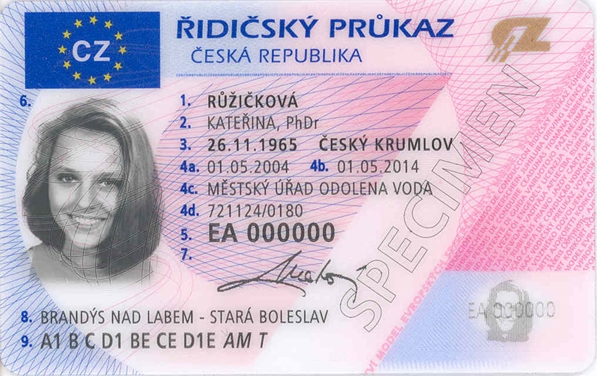 CZ
ŘIDIČSKÝ PRŮKAZ
ČESKÁ REPUBLIKA
6.
1. RŮŽIČKOVÁ
2. KATEŘINA, PhDr
3. 26.11.1965 ČESKÝ KRUMLOV
4a. 01.05.2004 4b. 01.05.2014
4c. MĚSTSKÝ ÚŘAD ODOLENA VODA
4d. 721124/0180
5. EA 000000
7.
SPECIMEN
EA 000000
8. BRANDÝS NAD LABEM - STARÁ BOLESLAV
9. A1 B C D1 BE CE D1E AM T
MODEL